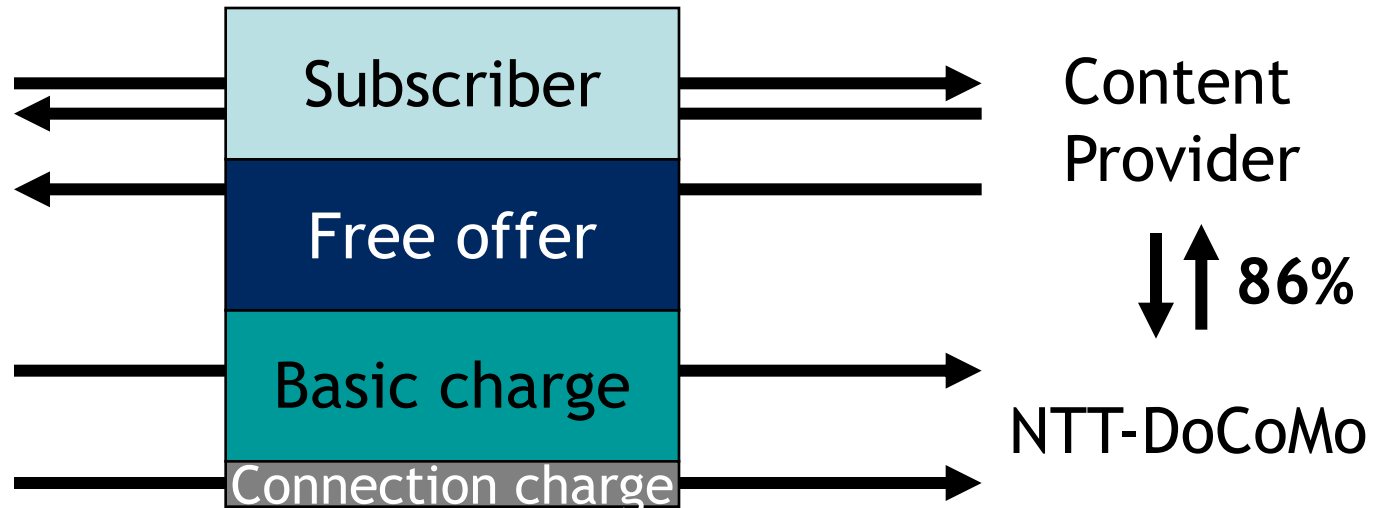 Subscriber
Free offer
Basic charge
Connection charge
Content
Provider
86%
NTT-DoCoMo